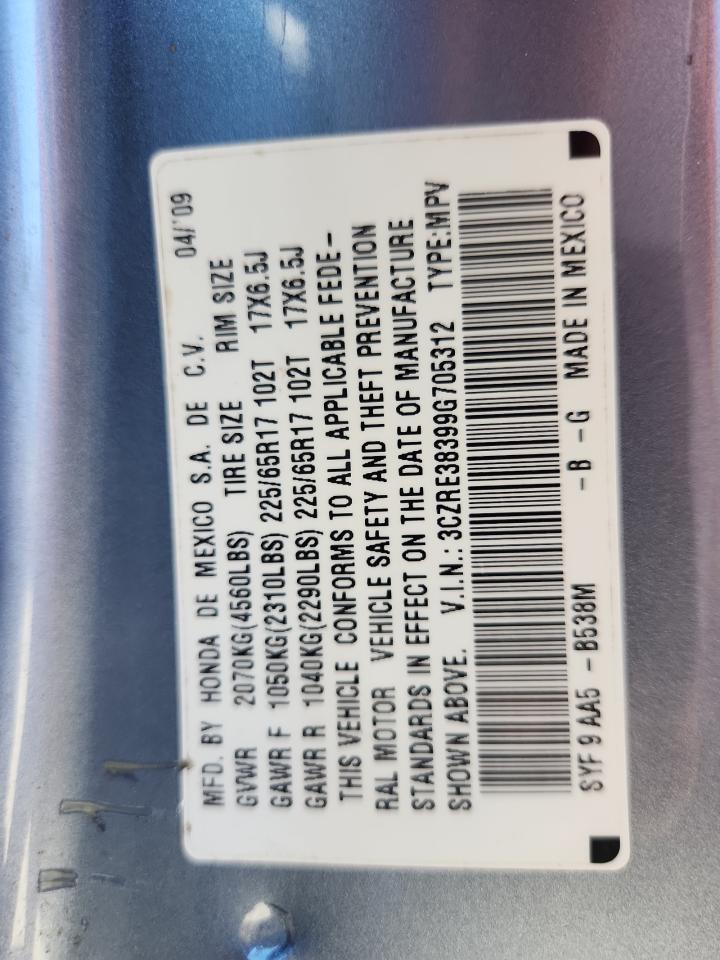 MFD. BY HONDA DE MEXICO S.A. DE C.V. 04/'09
GVWR 2070KG(4560LBS) TIRE SIZE RIM SIZE
GAWR F 1050KG(2310LBS) 225/65R17 102T 17X6.5J
GAWR R 1040KG(2290LBS) 225/65R17 102T 17X6.5J
THIS VEHICLE CONFORMS TO ALL APPLICABLE FEDE-
RAL MOTOR VEHICLE SAFETY AND THEFT PREVENTION
STANDARDS IN EFFECT ON THE DATE OF MANUFACTURE
SHOWN ABOVE. V.I.N.: 3CZRE38399G705312 TYPE:MPV
SYF 9 AA5 -B538M -B -G MADE IN MEXICO